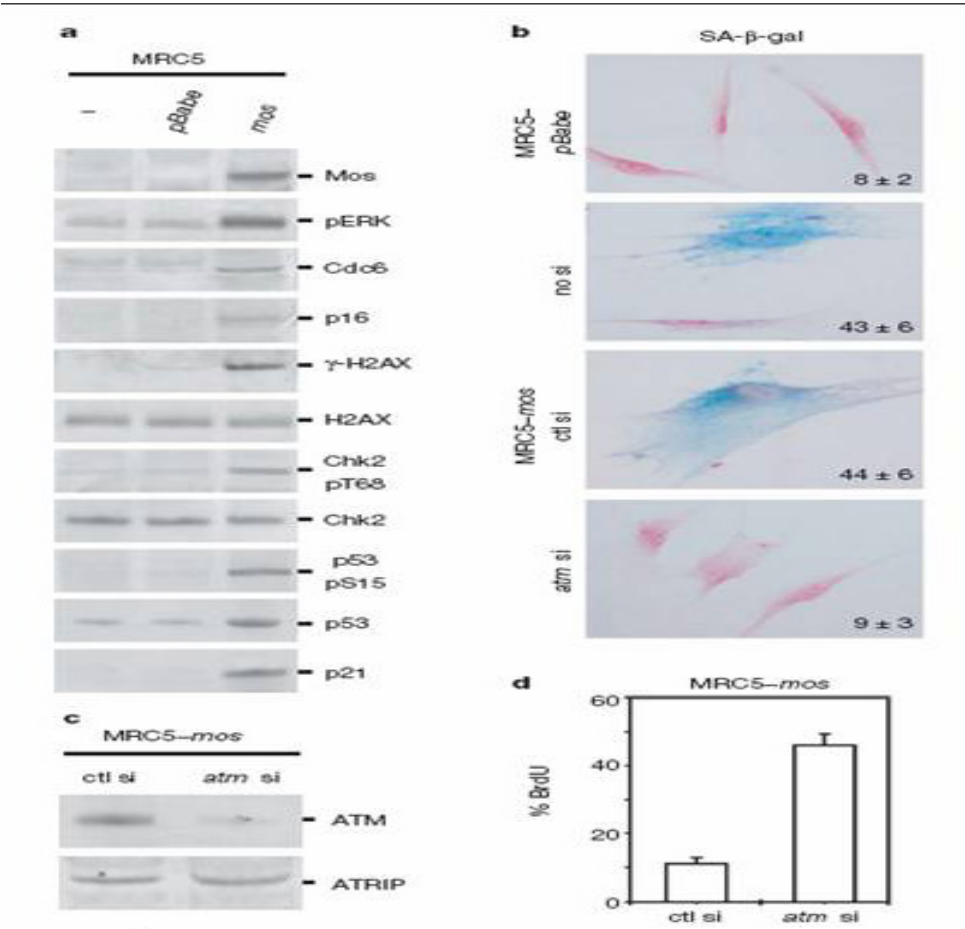 a
MRC5
–
pBabe
mos
Mos
pERK
Cdc6
p16
γ-H2AX
H2AX
Chk2
pT68
Chk2
p53
pS15
p53
p21
b
SA-β-gal
MRC5–
pBabe
8 ± 2
no si
43 ± 6
MRC5–mos
ctl si
44 ± 6
atm si
9 ± 3
c
MRC5–mos
ctl si atm si
ATM
ATRIP
d
MRC5–mos
% BrdU
60
40
20
0
ctl si atm si